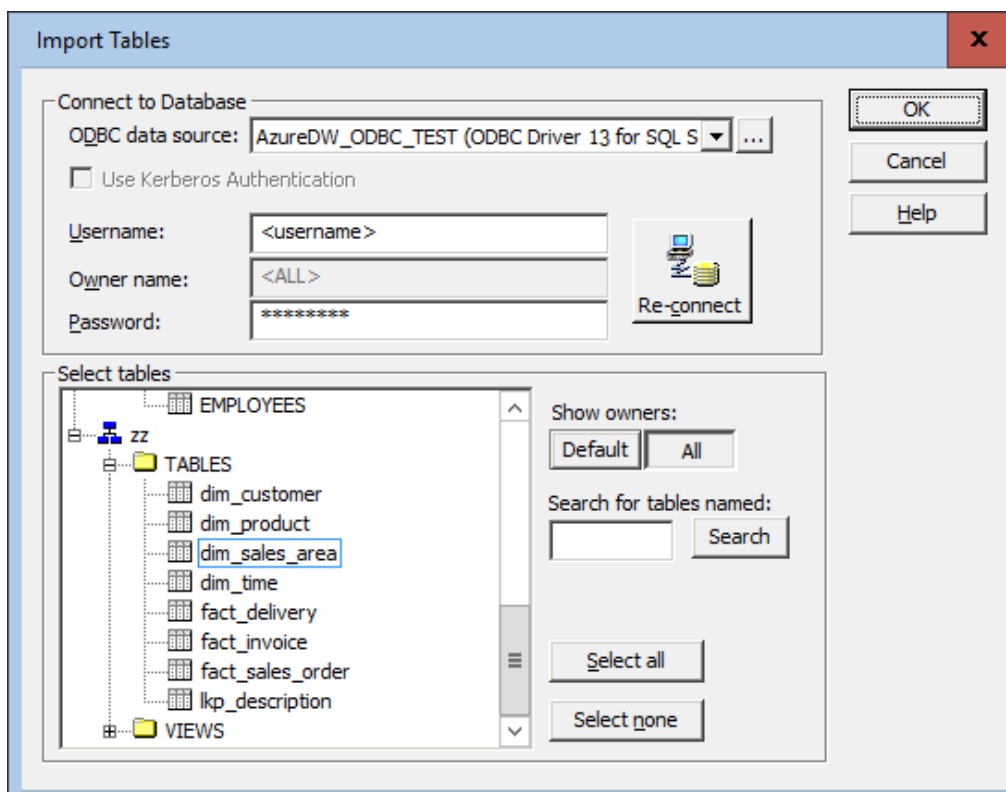 Import Tables
x
Connect to Database
ODBC data source: AzureDW_ODBC_TEST (ODBC Driver 13 for SQL S ...
OK
Use Kerberos Authentication
Cancel
Username: <username>
Help
Owner name: <ALL>
Password: ********
Re-connect
Select tables
EMPLOYEES
zz
TABLES
dim_customer
dim_product
dim_sales_area
dim_time
fact_delivery
fact_invoice
fact_sales_order
lkp_description
VIEWS
Show owners:
Default All
Search for tables named:
Search
Select all
Select none